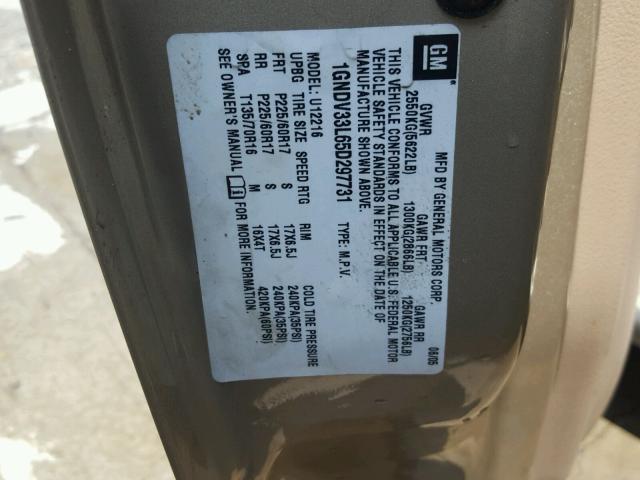 GM
MFD BY GENERAL MOTORS CORP. 06/05
GVWR GAWR FRT GAWR RR
2550KG(5622LB) 1300KG(2866LB) 1250KG(2756LB)
THIS VEHICLE CONFORMS TO ALL APPLICABLE U.S. FEDERAL MOTOR
VEHICLE SAFETY STANDARDS IN EFFECT ON THE DATE OF
MANUFACTURE SHOWN ABOVE.
1GNDV33L65D297731 TYPE: M.P.V.
MODEL: U12216
UPBG TIRE SIZE SPEED RTG RIM COLD TIRE PRESSURE
FRT P225/60R17 S 17X6.5J 240KPA(35PSI)
RR P225/60R17 S 17X6.5J 240KPA(35PSI)
SPA T135/70R16 M 16X4T 420KPA(60PSI)
SEE OWNER'S MANUAL FOR MORE INFORMATION.